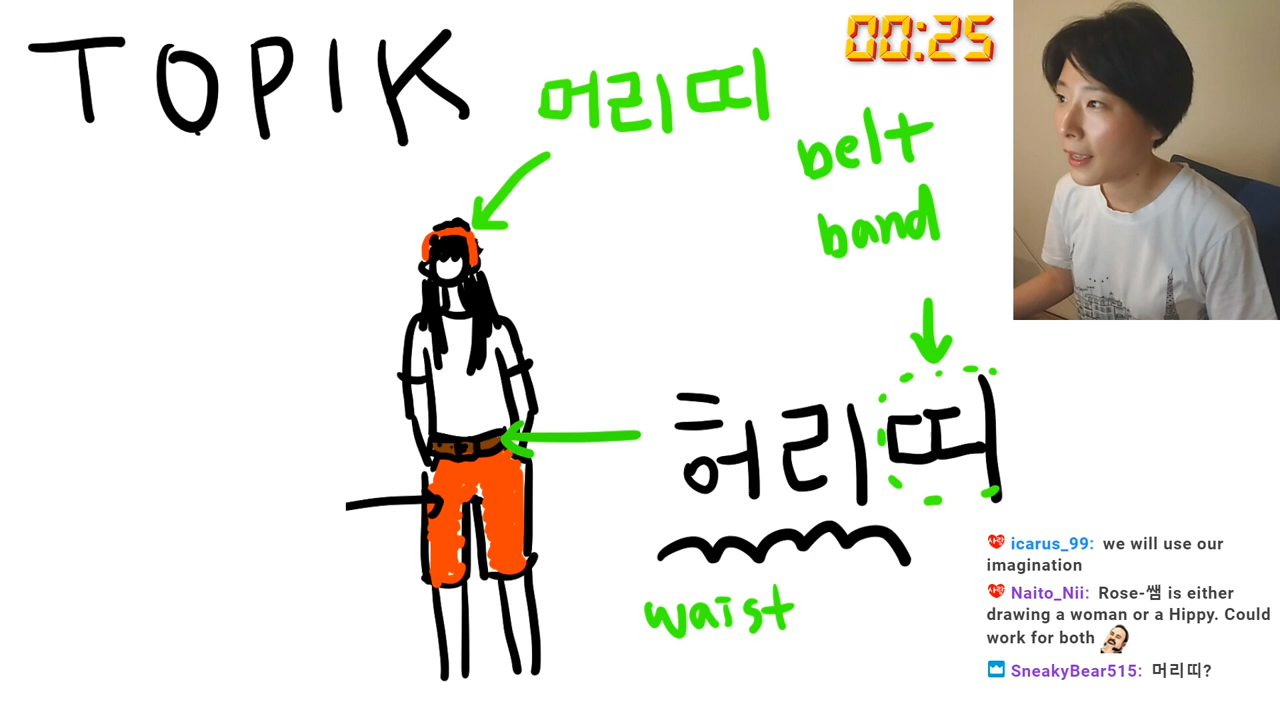 TOPIK
머리띠
00:25
belt
band
허리띠
waist
icarus_99: we will use our
imagination
Naito_Nii: Rose-쌤 is either
drawing a woman or a Hippy. Could
work for both
SneakyBear515: 머리띠?